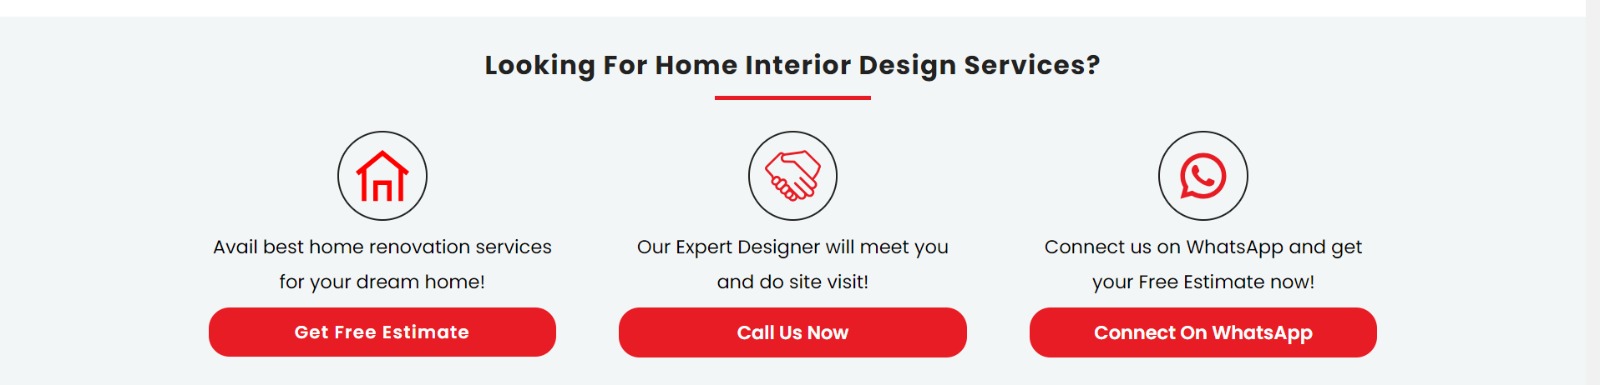 Looking For Home Interior Design Services?
Avail best home renovation services
for your dream home!
Get Free Estimate
Our Expert Designer will meet you
and do site visit!
Call Us Now
Connect us on WhatsApp and get
your Free Estimate now!
Connect On WhatsApp